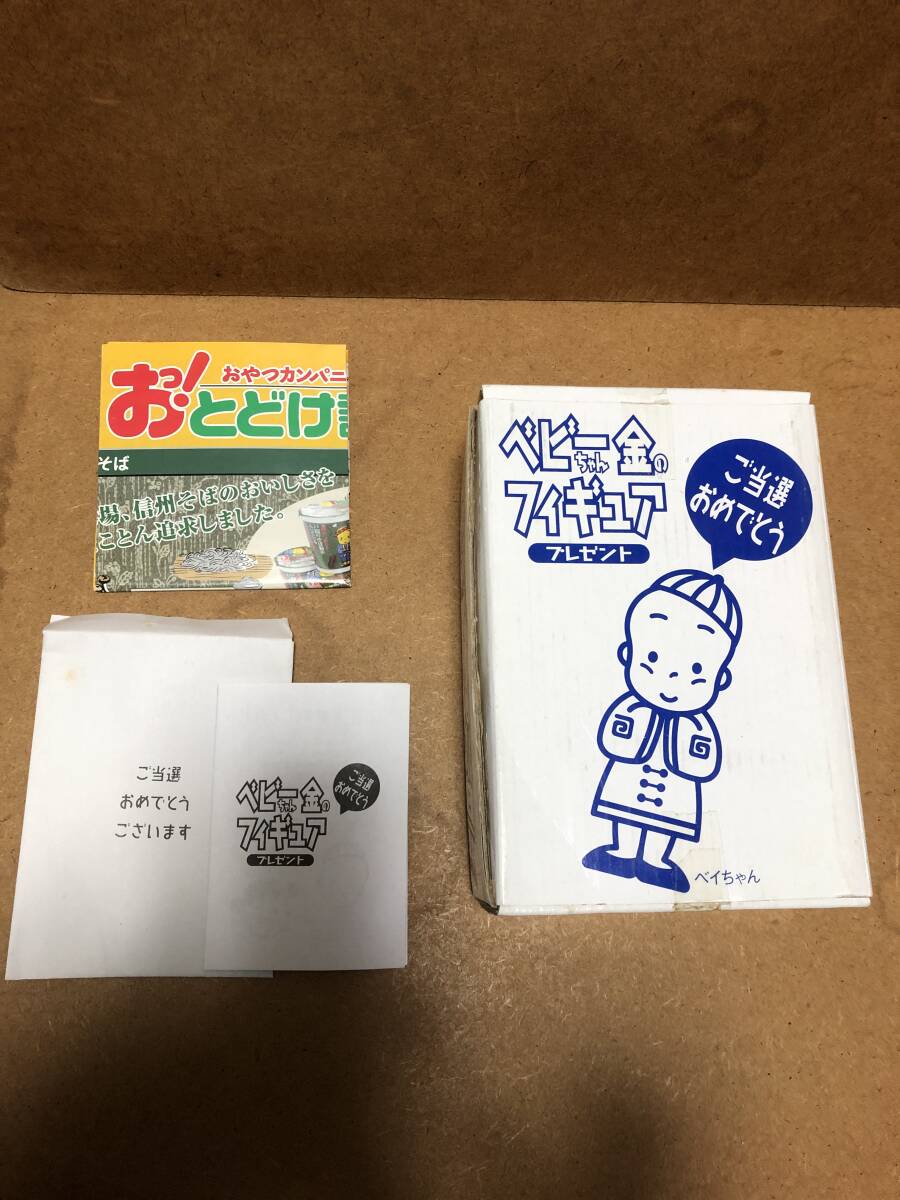 おっ!
おやつカンパニ
とどけ
そば
場、信州そばのおいしさを
ことん追求しました。
ご当選
おめでとう
ございます
ベビーちゃん金の
フィギュア
プレゼント
ご当選
おめでとう
ベビーちゃん金の
フィギュア
プレゼント
ご当選
おめでとう
ベイちゃん